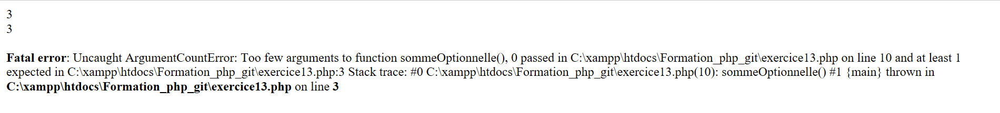 3
3
Fatal error: Uncaught ArgumentCountError: Too few arguments to function sommeOptionnelle(), 0 passed in C:\xampp\htdocs\Formation_php_git\exercice13.php on line 10 and at least 1
expected in C:\xampp\htdocs\Formation_php_git\exercice13.php:3 Stack trace: #0 C:\xampp\htdocs\Formation_php_git\exercice13.php(10): sommeOptionnelle() #1 {main} thrown in
C:\xampp\htdocs\Formation_php_git\exercice13.php on line 3